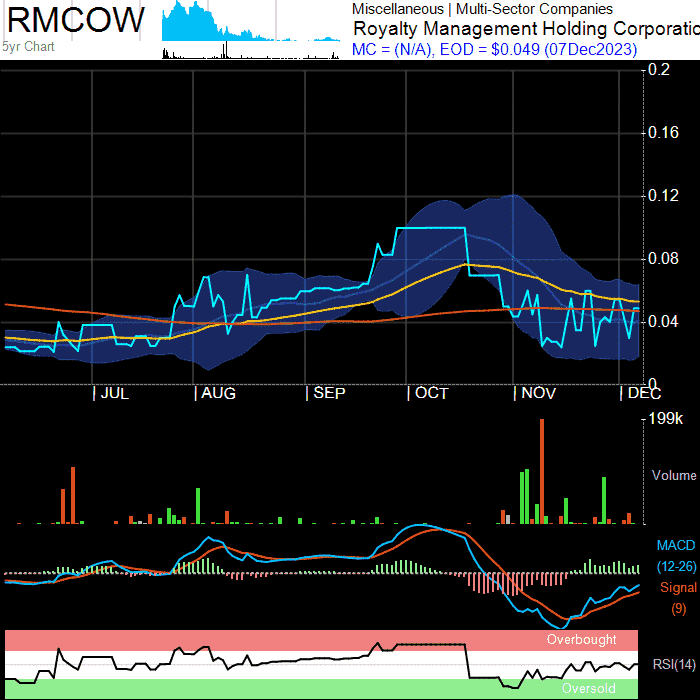 RMCOW
5yr Chart
Miscellaneous | Multi-Sector Companies
Royalty Management Holding Corporatio
MC = (N/A), EOD = $0.049 (07Dec2023)
0.2
0.16
0.12
0.08
0.04
0
JUL AUG SEP OCT NOV DEC
199k
Volume
MACD
(12-26)
Signal
(9)
Overbought
RSI(14)
Oversold